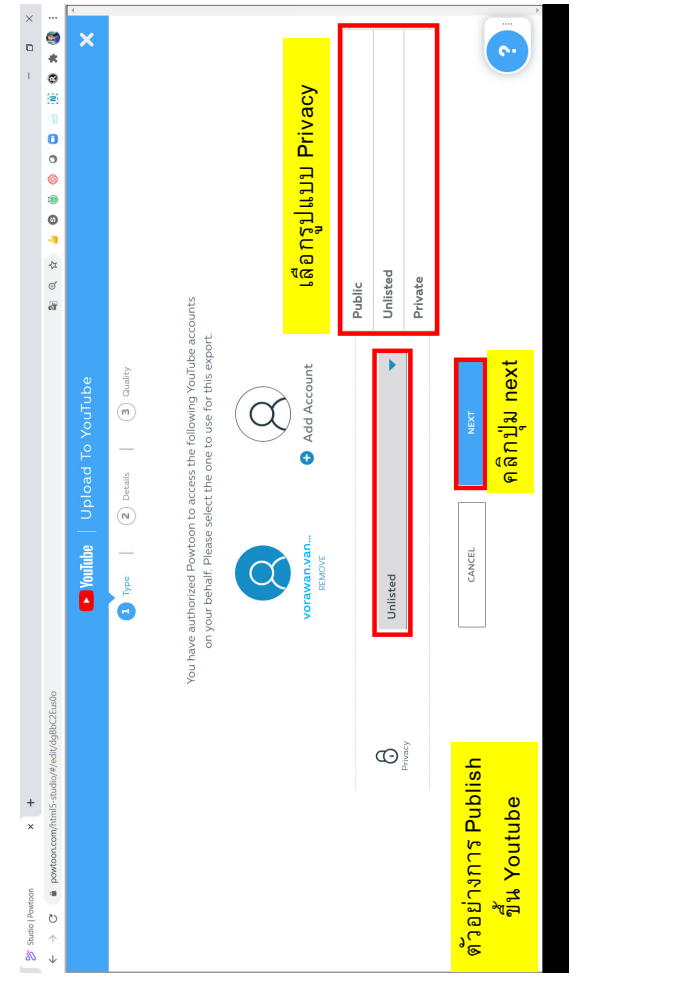 Studio | Powtoon
powtoon.com/html5-studio/#/edit/dgBbC2Eus0o
YouTube | Upload To YouTube
1 Type
2 Details
3 Quality
You have authorized Powtoon to access the following YouTube accounts
on your behalf. Please select the one to use for this export.
vorawan.van...
REMOVE
Add Account
เลือกรูปแบบ Privacy
Privacy
Unlisted
Public
Unlisted
Private
CANCEL
NEXT
คลิกปุ่ม next
ตัวอย่างการ Publish
ขึ้น Youtube